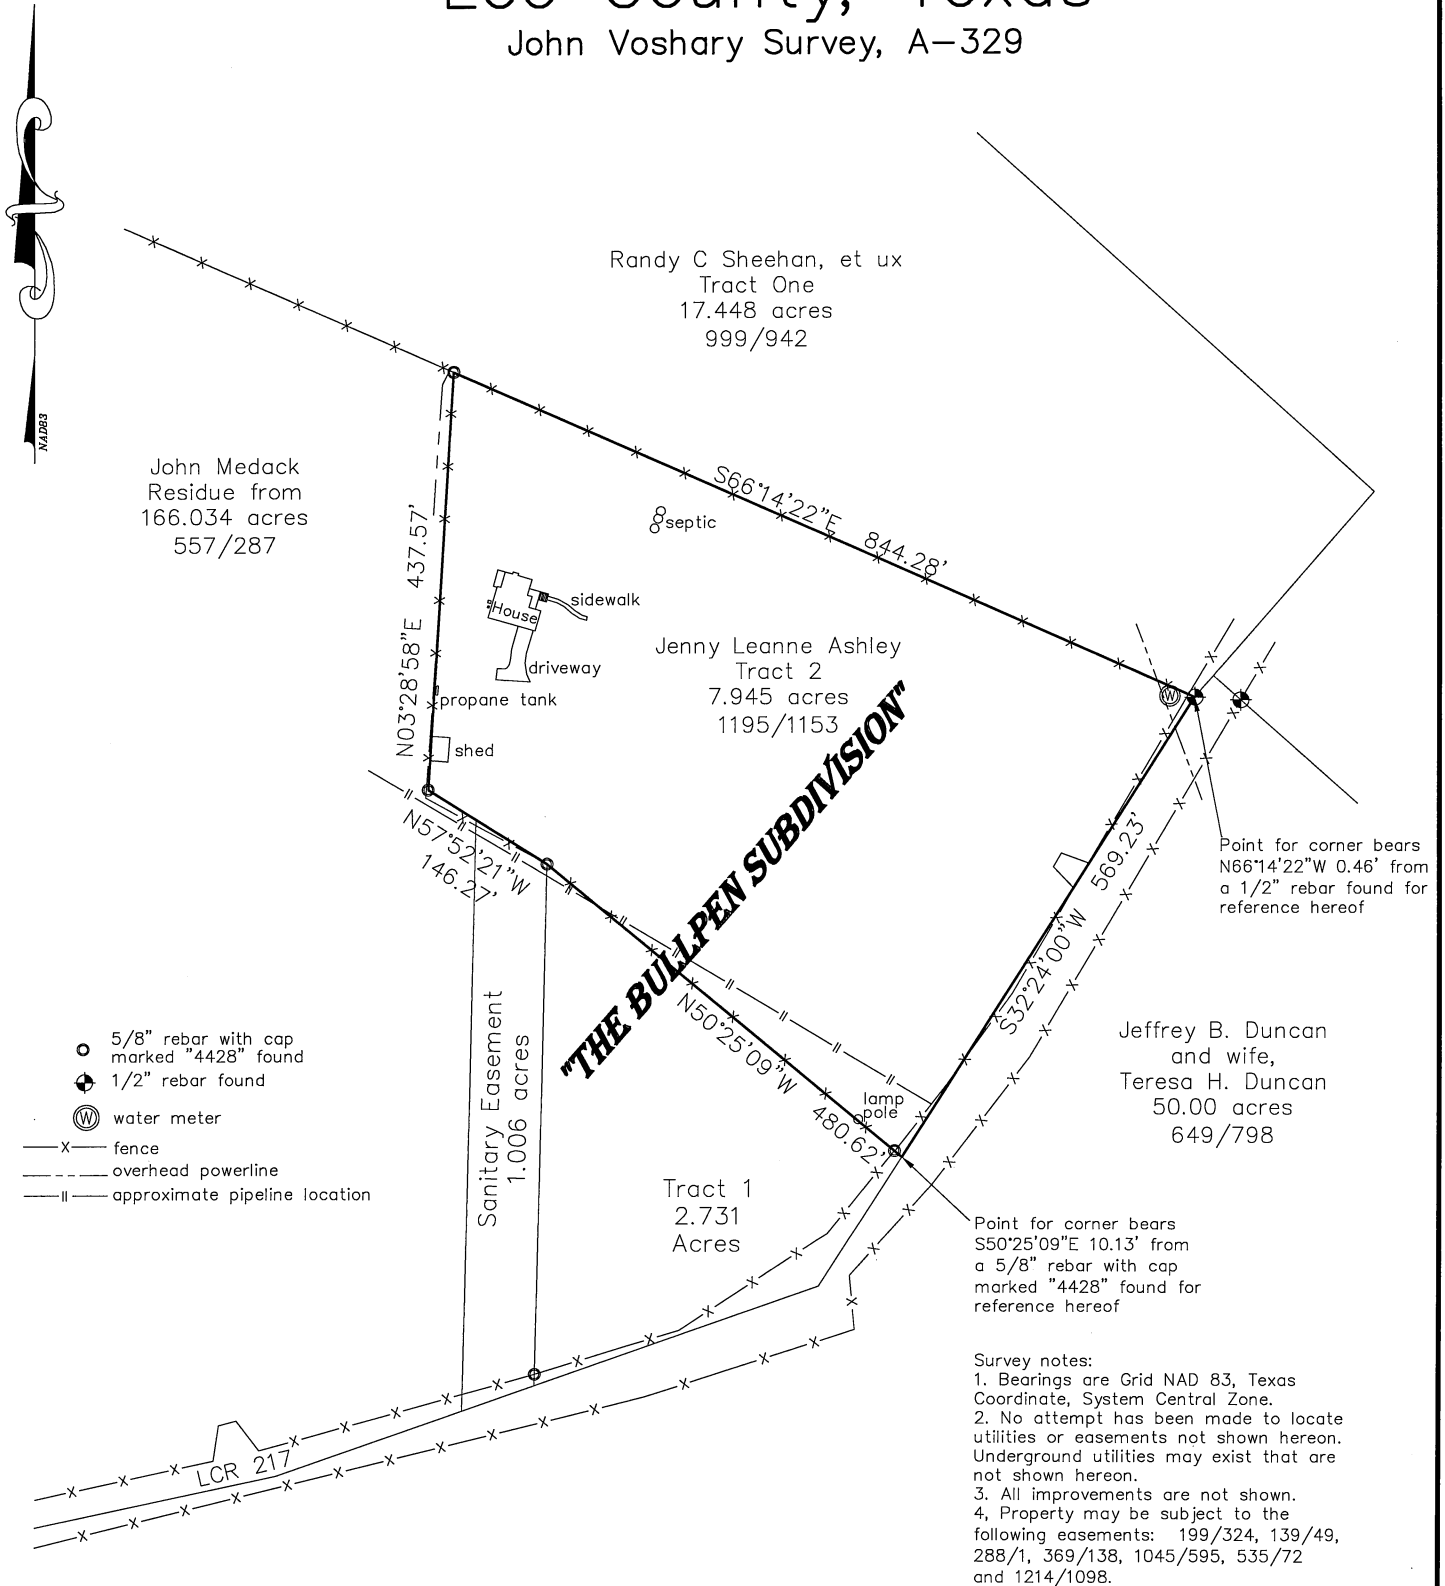 Lee County, Texas
John Voshary Survey, A-329
NAD83
Randy C Sheehan, et ux
Tract One
17.448 acres
999/942
John Medack
Residue from
166.034 acres
557/287
S66°14'22"E 844.28'
septic
N03°28'58"E 437.57'
House
sidewalk
driveway
propane tank
shed
Jenny Leanne Ashley
Tract 2
7.945 acres
1195/1153
"THE BULLPEN SUBDIVISION"
W
N57°52'21"W
146.27'
S32°24'00"W 569.23'
Point for corner bears
N66°14'22"W 0.46' from
a 1/2" rebar found for
reference hereof
N50°25'09"W 480.62'
lamp
pole
Sanitary Easement
1.006 acres
Jeffrey B. Duncan
and wife,
Teresa H. Duncan
50.00 acres
649/798
5/8" rebar with cap
marked "4428" found
1/2" rebar found
W water meter
fence
overhead powerline
approximate pipeline location
Tract 1
2.731
Acres
Point for corner bears
S50°25'09"E 10.13' from
a 5/8" rebar with cap
marked "4428" found for
reference hereof
LCR 217
Survey notes:
1. Bearings are Grid NAD 83, Texas
Coordinate, System Central Zone.
2. No attempt has been made to locate
utilities or easements not shown hereon.
Underground utilities may exist that are
not shown hereon.
3. All improvements are not shown.
4, Property may be subject to the
following easements: 199/324, 139/49,
288/1, 369/138, 1045/595, 535/72
and 1214/1098.